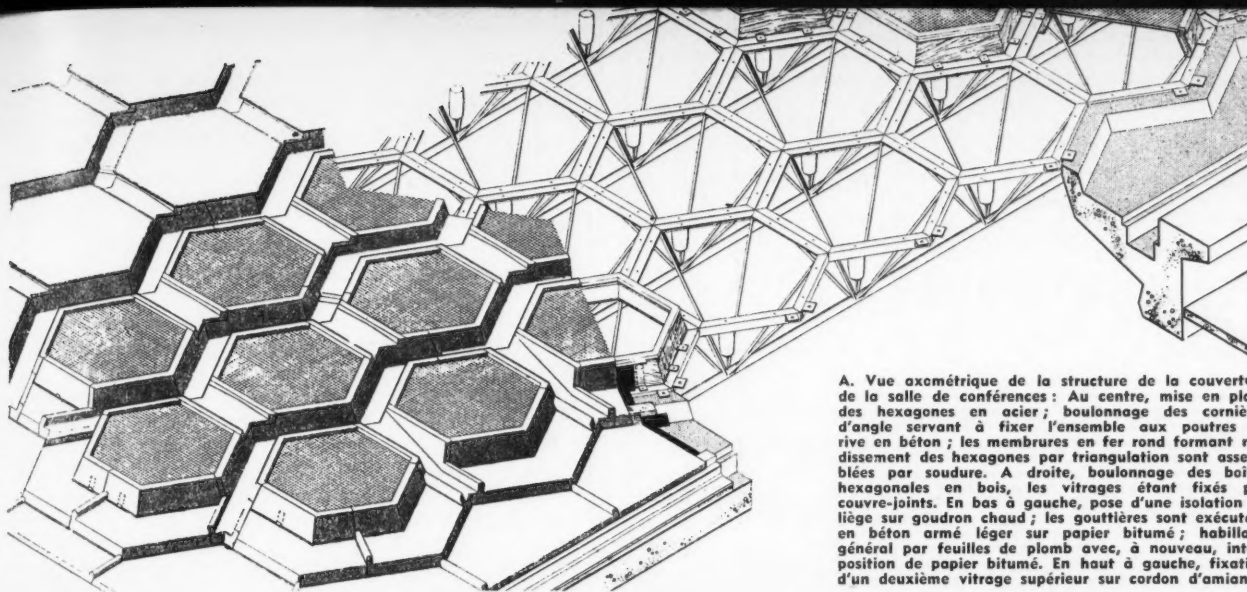 A. Vue axométrique de la structure de la couvertu
de la salle de conférences : Au centre, mise en pla
des hexagones en acier ; boulonnage des corniè
d'angle servant à fixer l'ensemble aux poutres
rive en béton ; les membrures en fer rond formant r
dissement des hexagones par triangulation sont asse
blées par soudure. A droite, boulonnage des boi
hexagonales en bois, les vitrages étant fixés p
couvre-joints. En bas à gauche, pose d'une isolation
liège sur goudron chaud ; les gouttières sont exécuté
en béton armé léger sur papier bitumé ; habilla
général par feuilles de plomb avec, à nouveau, inte
position de papier bitumé. En haut à gauche, fixati
d'un deuxième vitrage supérieur sur cordon d'amian